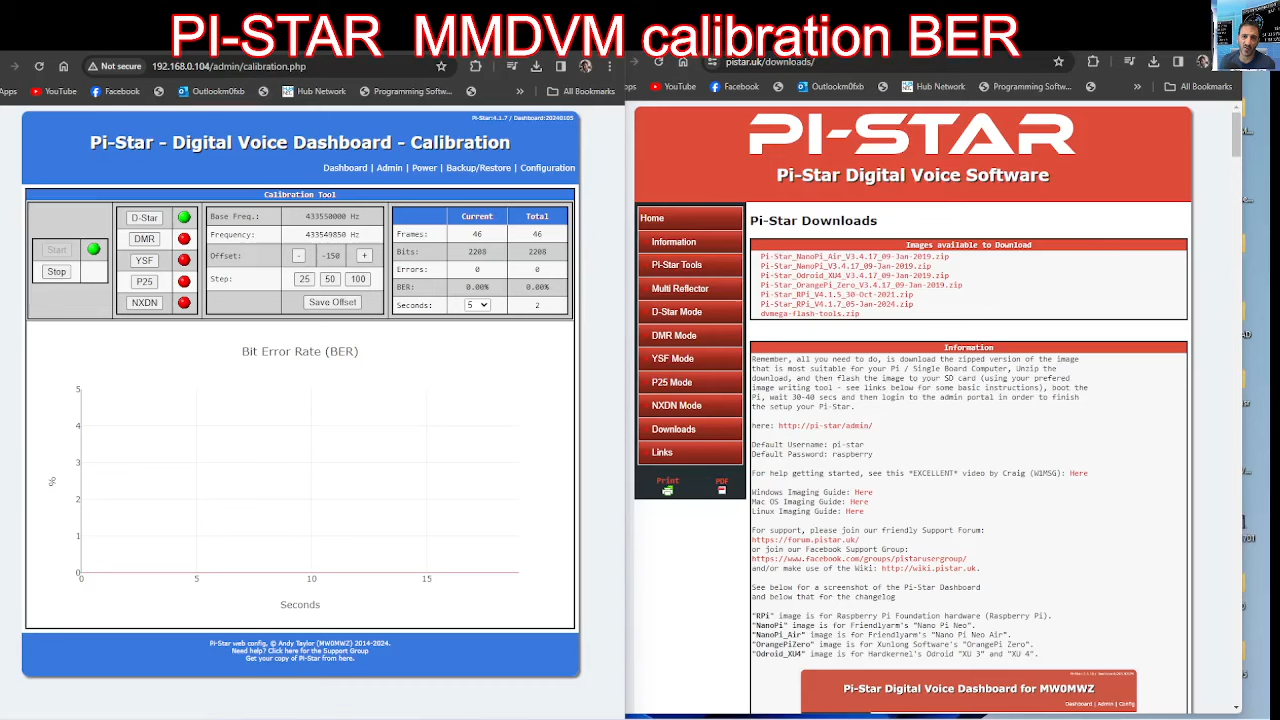 PI-STAR MMDVM calibration BER
Not secure 192.168.0.104/admin/calibration.php
Apps YouTube Facebook Outlookm0fxb Hub Network Programming Softw... » All Bookmarks
Pi-Star:4.1.7 / Dashboard:20240105
Pi-Star - Digital Voice Dashboard - Calibration
Dashboard | Admin | Power | Backup/Restore | Configuration
Calibration Tool
Start
Stop
D-Star
DMR
YSF
P25
NXDN
Base Freq.: 433550000 Hz
Frequency: 433549850 Hz
Offset: - -150 +
Step: 25 50 100
Save Offset
Current Total
Frames: 46 46
Bits: 2208 2208
Errors: 0 0
BER: 0.00% 0.00%
Seconds: 5 2
Bit Error Rate (BER)
5
4
3
2
1
0
%
0 5 10 15
Seconds
Pi-Star web config, © Andy Taylor (MW0MWZ) 2014-2024.
Need help? Click here for the Support Group
Get your copy of Pi-Star from here.
pistar.uk/downloads/
Apps YouTube Facebook Outlookm0fxb Hub Network Programming Softw... » All Bookmarks
PI-STAR
Pi-Star Digital Voice Software
Home
Information
Pi-Star Tools
Multi Reflector
D-Star Mode
DMR Mode
YSF Mode
P25 Mode
NXDN Mode
Downloads
Links
Print PDF
Pi-Star Downloads
Images available to Download
Pi-Star_NanoPi_Air_V3.4.17_09-Jan-2019.zip
Pi-Star_NanoPi_V3.4.17_09-Jan-2019.zip
Pi-Star_Odroid_XU4_V3.4.17_09-Jan-2019.zip
Pi-Star_OrangePi_Zero_V3.4.17_09-Jan-2019.zip
Pi-Star_RPi_V4.1.5_30-Oct-2021.zip
Pi-Star_RPi_V4.1.7_05-Jan-2024.zip
dvmega-flash-tools.zip
Information
Remember, all you need to do, is download the zipped version of the image
that is most suitable for your Pi / Single Board Computer, Unzip the
download, and then flash the image to your SD card (using your prefered
image writing tool - see links below for some basic instructions), boot the
Pi, wait 30-40 secs and then login to the admin portal in order to finish
the setup your Pi-Star.
here: http://pi-star/admin/
Default Username: pi-star
Default Password: raspberry
For help getting started, see this *EXCELLENT* video by Craig (W1MSG): Here
Windows Imaging Guide: Here
Mac OS Imaging Guide: Here
Linux Imaging Guide: Here
For support, please join our friendly Support Forum:
https://forum.pistar.uk/
or join our Facebook Support Group:
https://www.facebook.com/groups/pistarusergroup/
and/or make use of the Wiki: http://wiki.pistar.uk.
See below for a screenshot of the Pi-Star Dashboard
and below that for the changelog
"RPi" image is for Raspberry Pi Foundation hardware (Raspberry Pi).
"NanoPi" image is for Friendlyarm's "Nano Pi Neo".
"NanoPi_Air" image is for Friendlyarm's "Nano Pi Neo Air".
"OrangePiZero" image is for Xunlong Software's "OrangePi Zero".
"Odroid_XU4" image is for Hardkernel's Odroid "XU 3" and "XU 4".
Pi-Star Digital Voice Dashboard for MW0MWZ
Dashboard | Admin | Config